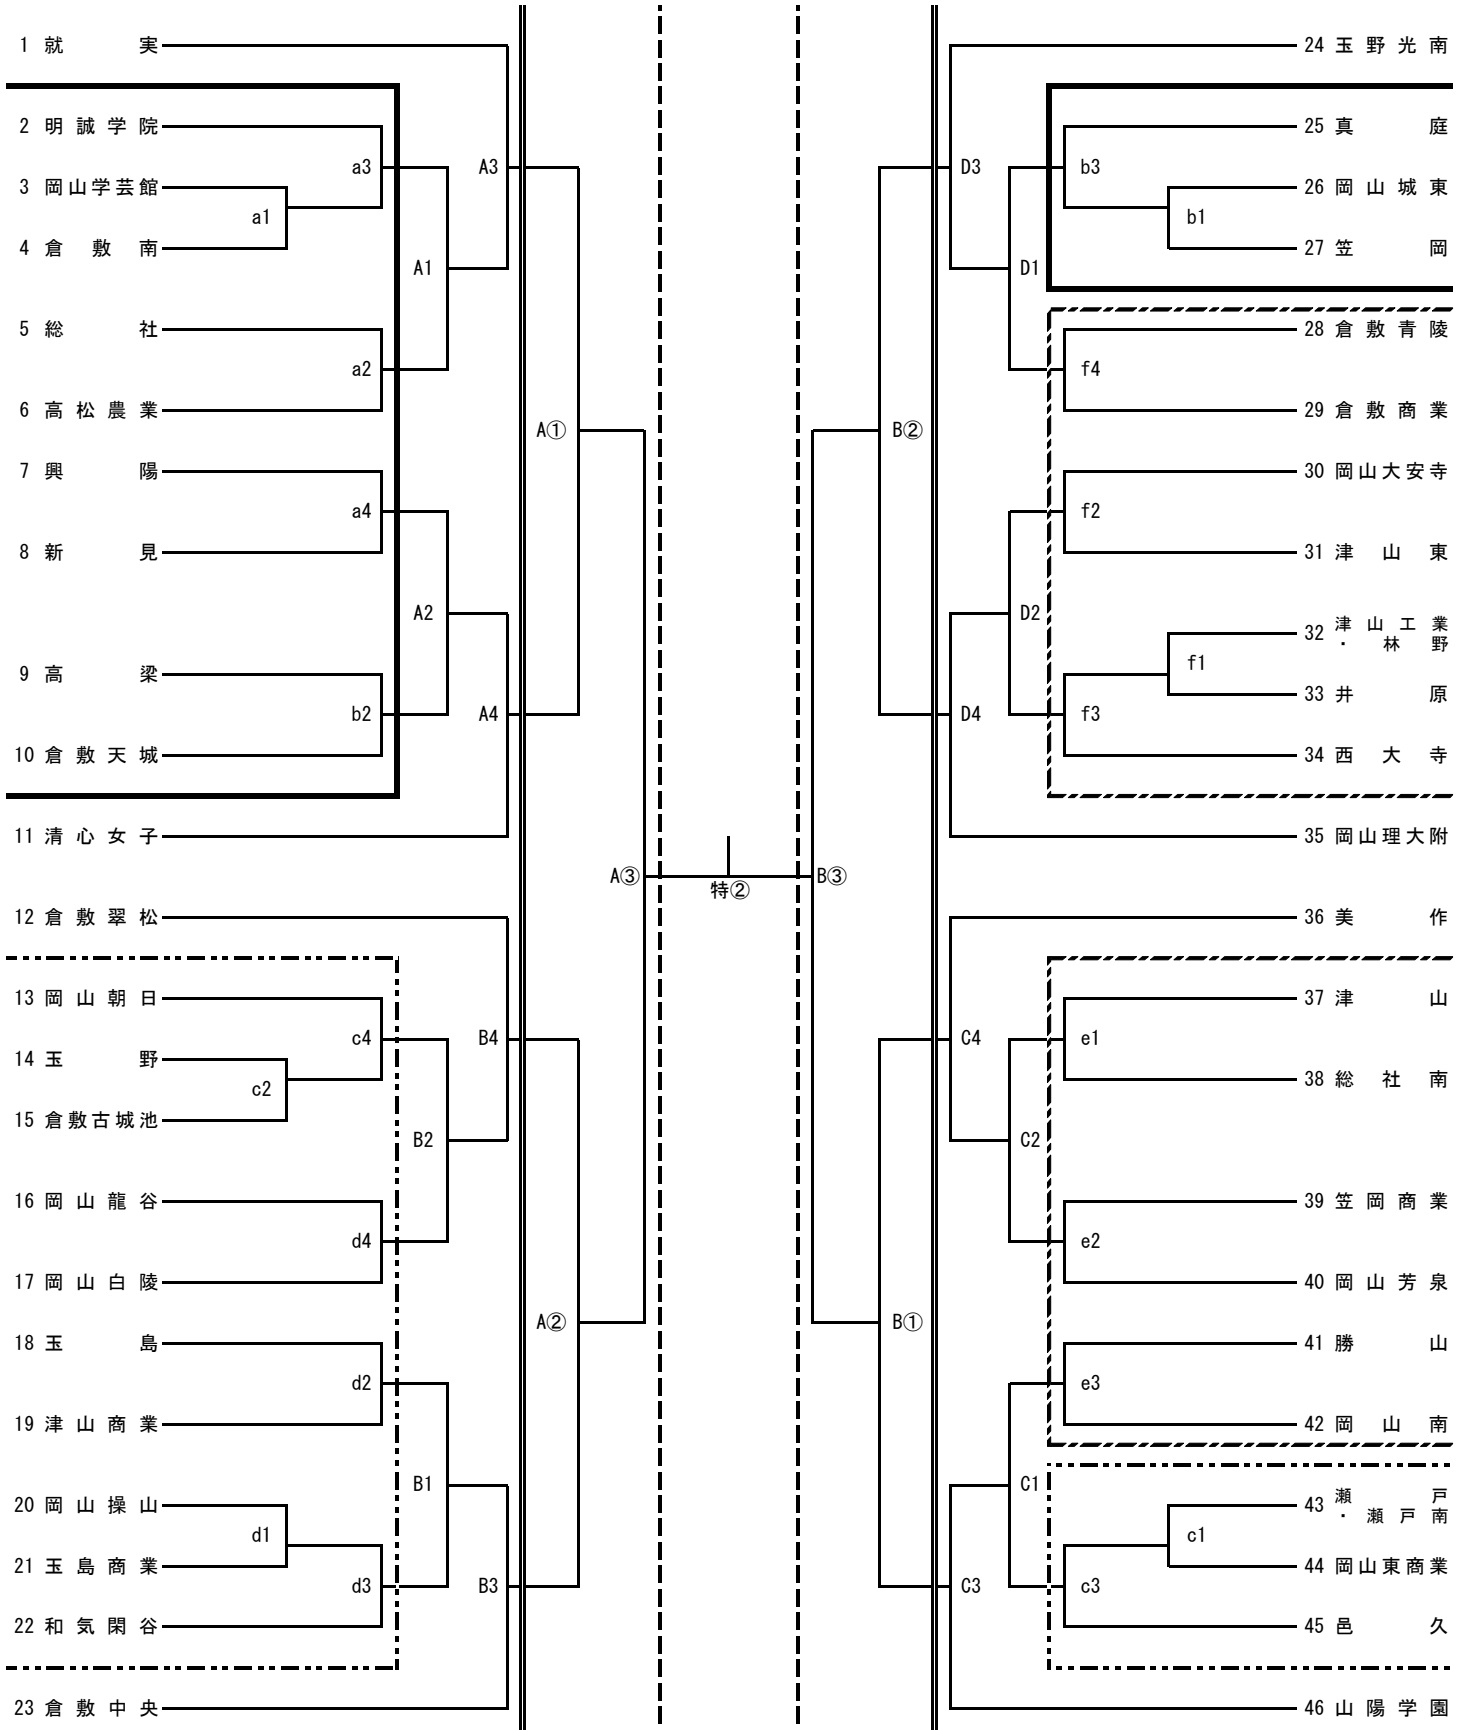 1 就実
2 明誠学院
a3
A3
3 岡山学芸館
a1
4 倉敷南
A1
5 総社
a2
6 高松農業
A①
7 興陽
a4
8 新見
A2
9 高梁
b2
A4
10 倉敷天城
11 清心女子
A③
12 倉敷翠松
13 岡山朝日
c4
B4
14 玉野
c2
15 倉敷古城池
B2
16 岡山龍谷
d4
17 岡山白陵
A②
18 玉島
d2
19 津山商業
B1
20 岡山操山
d1
21 玉島商業
d3
B3
22 和気閑谷
23 倉敷中央
特②
24 玉野光南
25 真庭
D3
b3
26 岡山城東
b1
27 笠岡
D1
28 倉敷青陵
f4
29 倉敷商業
B②
30 岡山大安寺
f2
31 津山東
D2
32 津山工業
・林野
f1
33 井原
D4
f3
34 西大寺
35 岡山理大附
B③
36 美作
37 津山
C4
e1
38 総社南
C2
39 笠岡商業
e2
40 岡山芳泉
B①
41 勝山
e3
42 岡山南
C1
43 瀬戸
・瀬戸南
c1
44 岡山東商業
C3
c3
45 邑久
46 山陽学園